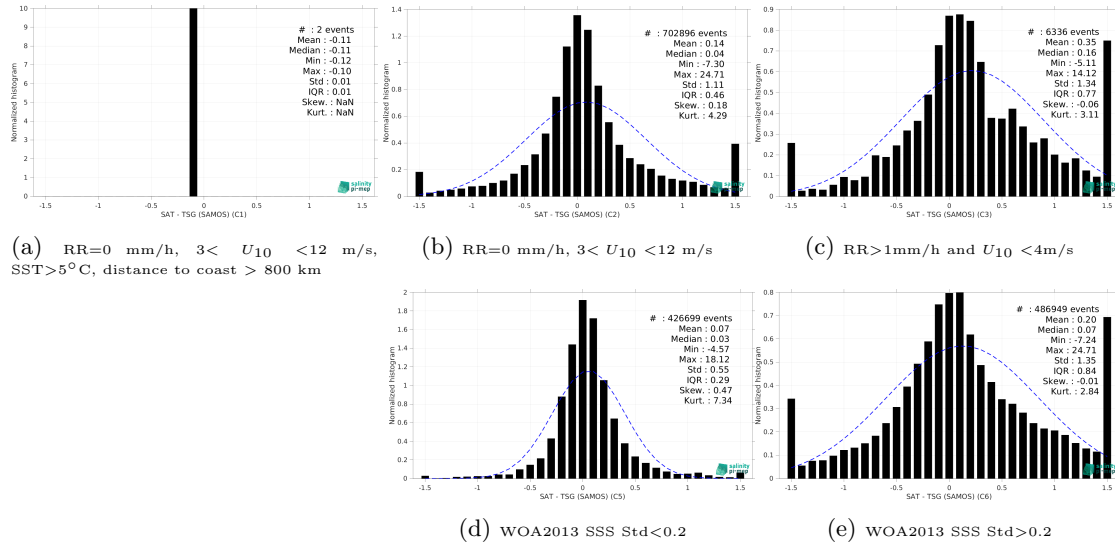 10
9
8
7
6
5
4
3
2
1
0
Normalized histogram
# : 2 events
Mean : -0.11
Median : -0.11
Min : -0.12
Max : -0.10
Std : 0.01
IQR : 0.01
Skew. : NaN
Kurt. : NaN
salinity
pi-mep
-1.5 -1 -0.5 0 0.5 1 1.5
SAT - TSG (SAMOS) (C1)
(a) RR=0 mm/h, 3< U10 <12 m/s,
SST>5°C, distance to coast > 800 km
1.4
1.2
1
0.8
0.6
0.4
0.2
0
Normalized histogram
# : 702896 events
Mean : 0.14
Median : 0.04
Min : -7.30
Max : 24.71
Std : 1.11
IQR : 0.46
Skew. : 0.18
Kurt. : 4.29
salinity
pi-mep
-1.5 -1 -0.5 0 0.5 1 1.5
SAT - TSG (SAMOS) (C2)
(b) RR=0 mm/h, 3< U10 <12 m/s
0.9
0.8
0.7
0.6
0.5
0.4
0.3
0.2
0.1
0
Normalized histogram
# : 6336 events
Mean : 0.35
Median : 0.16
Min : -5.11
Max : 14.12
Std : 1.34
IQR : 0.77
Skew. : -0.06
Kurt. : 3.11
salinity
pi-mep
-1.5 -1 -0.5 0 0.5 1 1.5
SAT - TSG (SAMOS) (C3)
(c) RR>1mm/h and U10 <4m/s
2
1.8
1.6
1.4
1.2
1
0.8
0.6
0.4
0.2
0
Normalized histogram
# : 426699 events
Mean : 0.07
Median : 0.03
Min : -4.57
Max : 18.12
Std : 0.55
IQR : 0.29
Skew. : 0.47
Kurt. : 7.34
salinity
pi-mep
-1.5 -1 -0.5 0 0.5 1 1.5
SAT - TSG (SAMOS) (C5)
(d) WOA2013 SSS Std<0.2
0.8
0.7
0.6
0.5
0.4
0.3
0.2
0.1
0
Normalized histogram
# : 486949 events
Mean : 0.20
Median : 0.07
Min : -7.24
Max : 24.71
Std : 1.35
IQR : 0.84
Skew. : -0.01
Kurt. : 2.84
salinity
pi-mep
-1.5 -1 -0.5 0 0.5 1 1.5
SAT - TSG (SAMOS) (C6)
(e) WOA2013 SSS Std>0.2